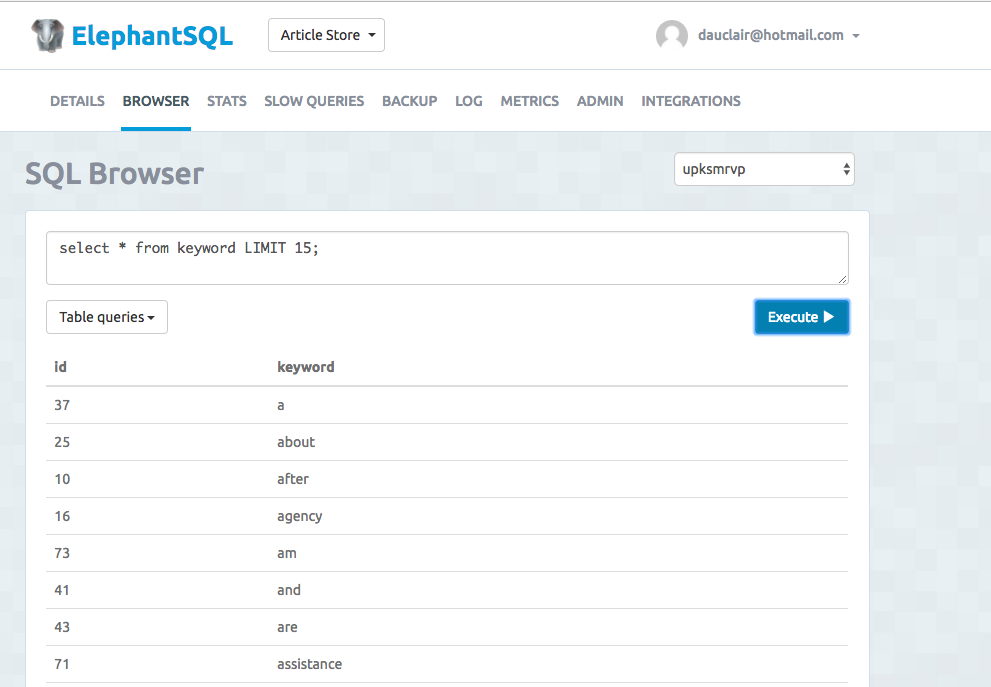 ElephantSQL Article Store dauclair@hotmail.com
DETAILS BROWSER STATS SLOW QUERIES BACKUP LOG METRICS ADMIN INTEGRATIONS
SQL Browser upksmrvp
select * from keyword LIMIT 15;
Table queries Execute
id keyword
37 a
25 about
10 after
16 agency
73 am
41 and
43 are
71 assistance